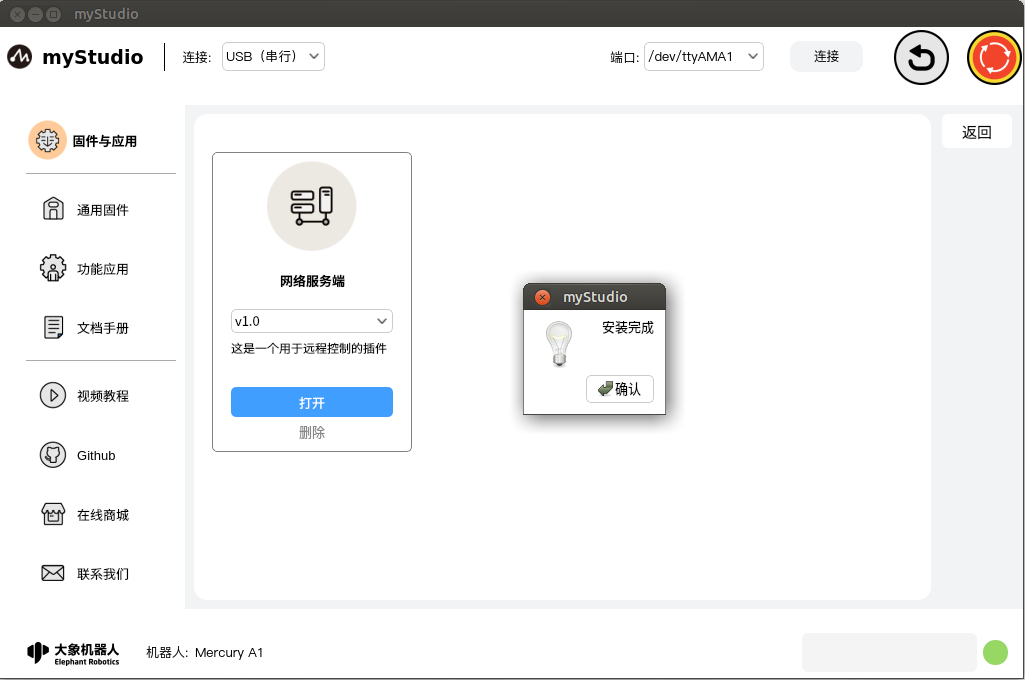 myStudio
myStudio
连接:
USB（串行）
端口:
/dev/ttyAMA1
连接
固件与应用
通用固件
功能应用
文档手册
视频教程
Github
在线商城
联系我们
返回
网络服务端
v1.0
这是一个用于远程控制的插件
打开
删除
myStudio
安装完成
确认
大象机器人
Elephant Robotics
机器人: Mercury A1